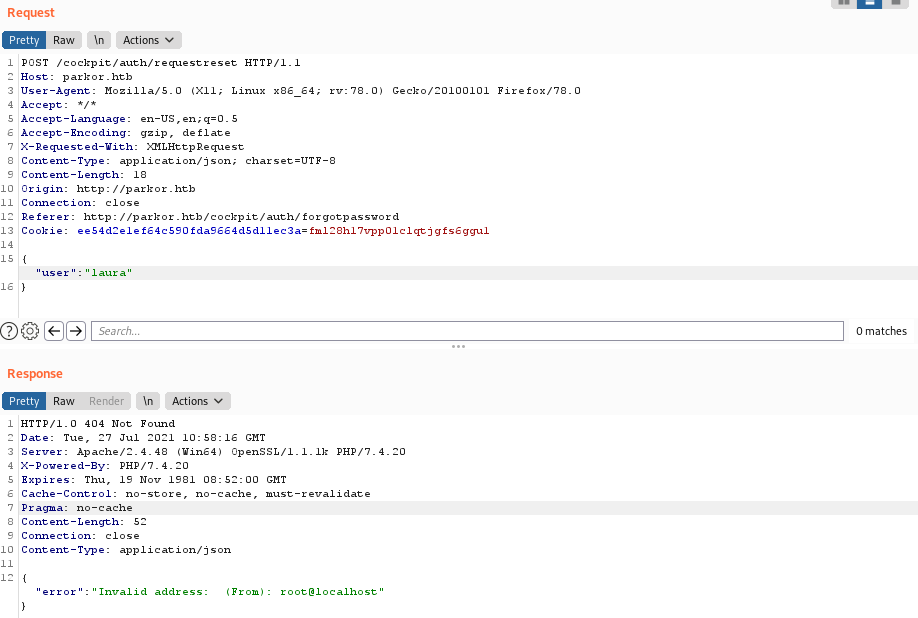 Request
Pretty Raw \n Actions
1 POST /cockpit/auth/requestreset HTTP/1.1
2 Host: parkor.htb
3 User-Agent: Mozilla/5.0 (X11; Linux x86_64; rv:78.0) Gecko/20100101 Firefox/78.0
4 Accept: */*
5 Accept-Language: en-US,en;q=0.5
6 Accept-Encoding: gzip, deflate
7 X-Requested-With: XMLHttpRequest
8 Content-Type: application/json; charset=UTF-8
9 Content-Length: 18
10 Origin: http://parkor.htb
11 Connection: close
12 Referer: http://parkor.htb/cockpit/auth/forgotpassword
13 Cookie: ee54d2e1ef64c590fda9664d5d11ec3a=fml28hl7vpp01clqtjgfs6ggul
14
15 {
"user":"laura"
16 }
? Search... 0 matches
Response
Pretty Raw Render \n Actions
1 HTTP/1.0 404 Not Found
2 Date: Tue, 27 Jul 2021 10:58:16 GMT
3 Server: Apache/2.4.48 (Win64) OpenSSL/1.1.1k PHP/7.4.20
4 X-Powered-By: PHP/7.4.20
5 Expires: Thu, 19 Nov 1981 08:52:00 GMT
6 Cache-Control: no-store, no-cache, must-revalidate
7 Pragma: no-cache
8 Content-Length: 52
9 Connection: close
10 Content-Type: application/json
11
12 {
"error":"Invalid address:  (From): root@localhost"
}